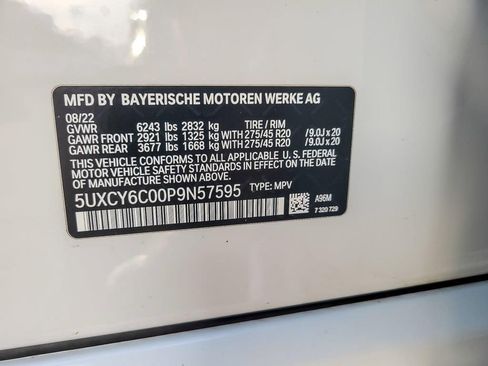 MFD BY BAYERISCHE MOTOREN WERKE AG
08/22 TIRE / RIM
GVWR 6243 lbs 2832 kg
GAWR FRONT 2921 lbs 1325 kg WITH 275/45 R20 /9.0J x 20
GAWR REAR 3677 lbs 1668 kg WITH 275/45 R20 /9.0J x 20
THIS VEHICLE CONFORMS TO ALL APPLICABLE U. S. FEDERAL
MOTOR VEHICLE SAFETY STANDARDS IN EFFECT ON THE
DATE OF MANUFACTURE SHOWN ABOVE.
5UXCY6C00P9N57595 TYPE: MPV
A96M
7 320 729